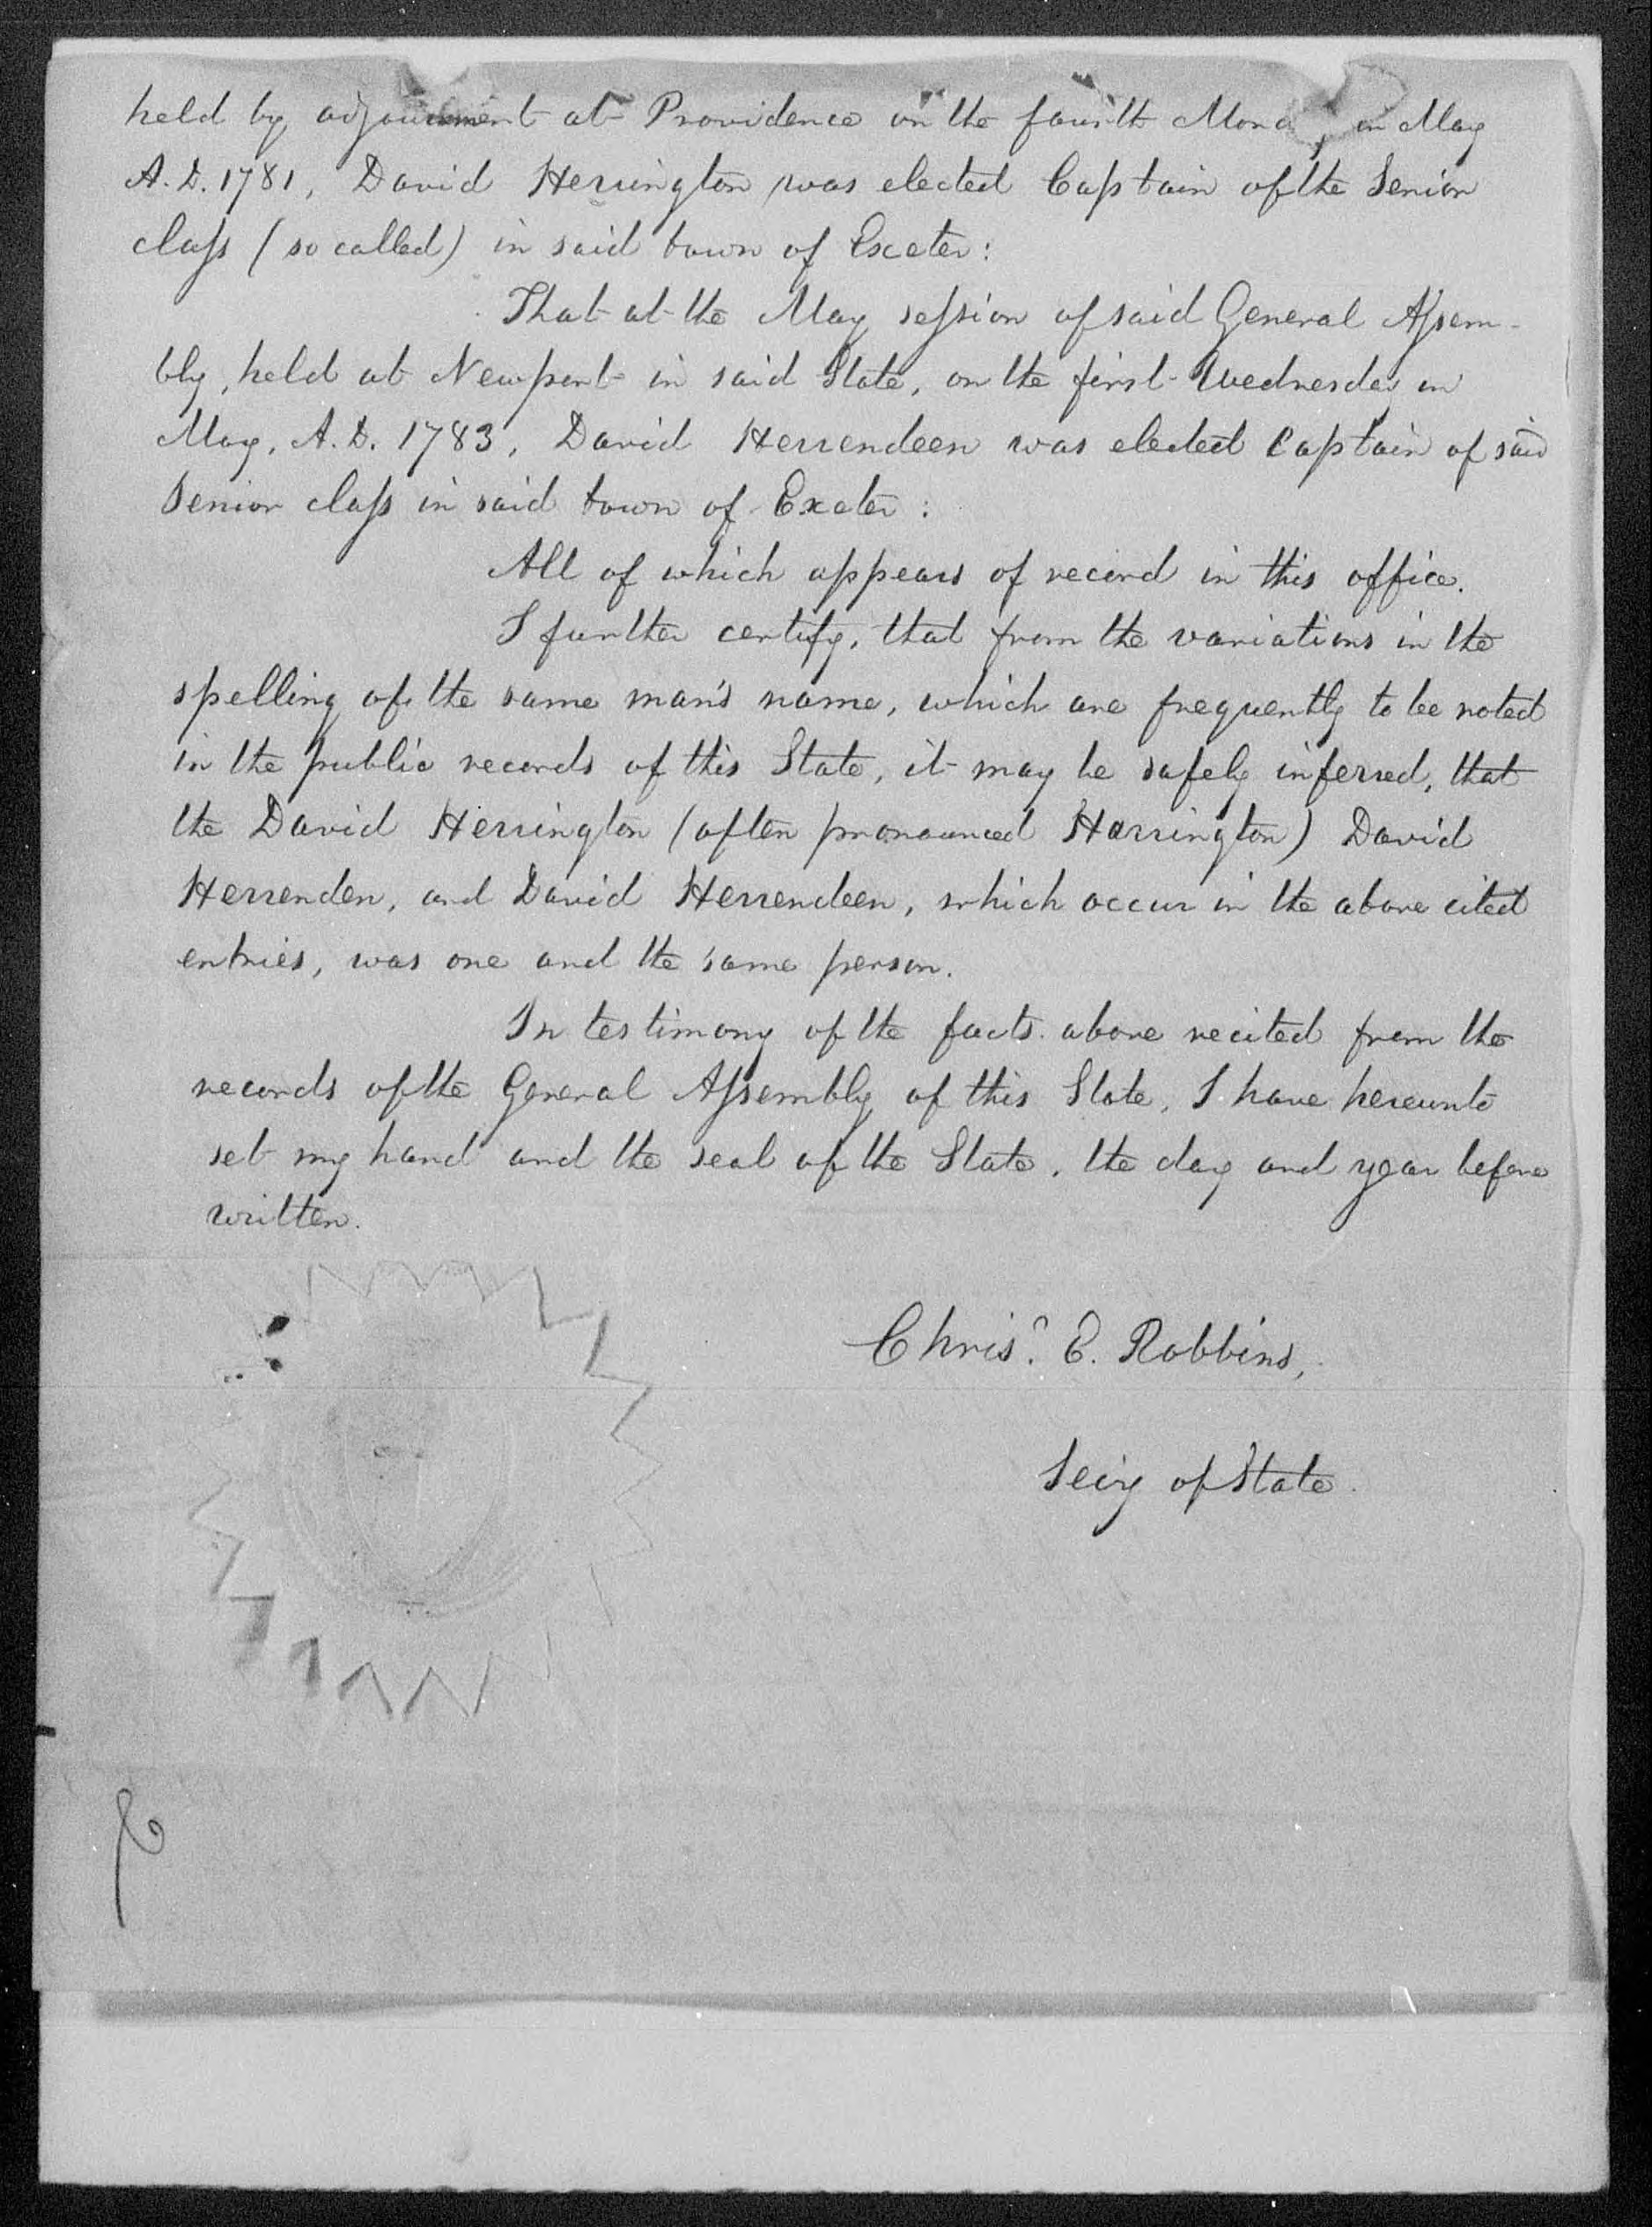 held by adjournment at Providence on the fourth Mond in May
A.D. 1781, David Herrington was elected Captain of the Senior
class (so called) in said town of Exceter:
That at the May session of said General Assem-
bly, held at Newport in said State, on the first Wednesday in
May, A.D. 1783, David Herrendeen was elected Captain of said
Senior class in said town of Exeter:
All of which appears of record in this office.
I further certify, that from the variations in the
spelling of the same man's name, which are frequently to be noted
in the public records of this State, it may be safely inferred, that
the David Herrington (often pronounced Harrington) David
Herrenden, and David Herrendeen, which occur in the above cited
entries, was one and the same person.
In testimony of the facts above recited from the
records of the General Assembly of this State, I have hereunto
set my hand and the seal of the State, the day and year before
written.
Chris. E. Robbins,
Secy of State.